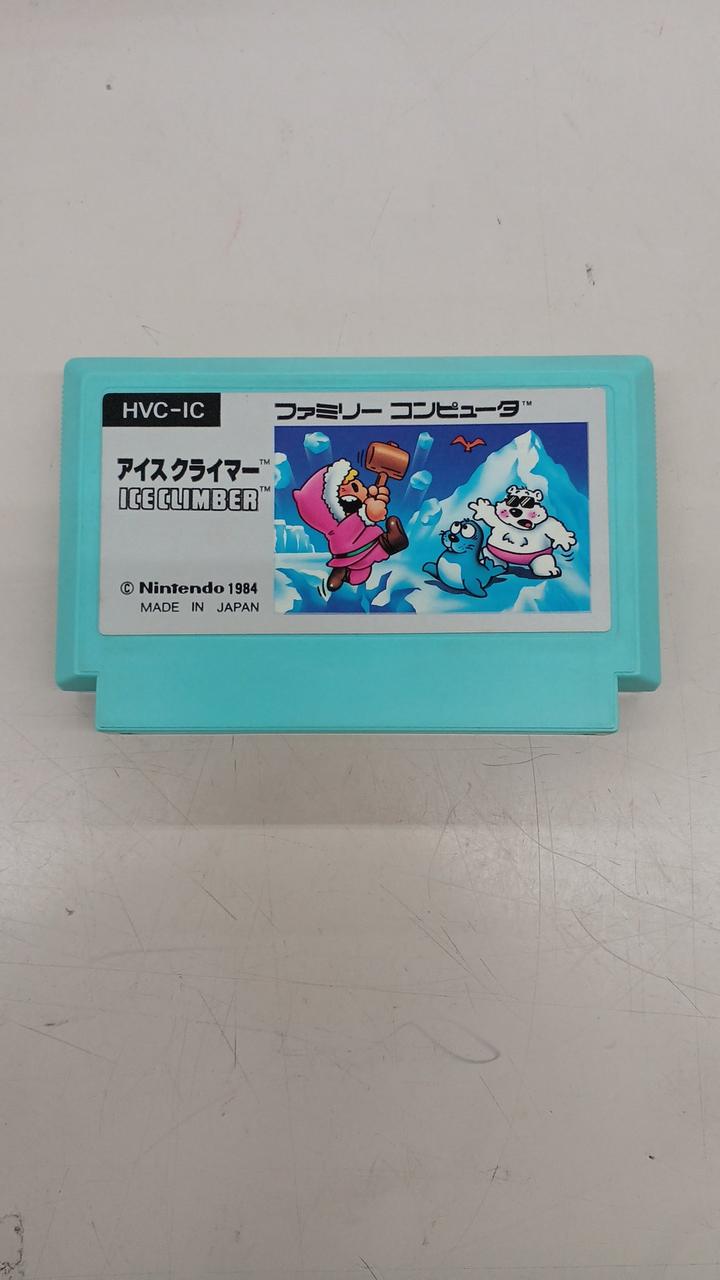 HVC-IC
ファミリー コンピュータ™
アイスクライマー™
ICE CLIMBER™
© Nintendo 1984
MADE IN JAPAN